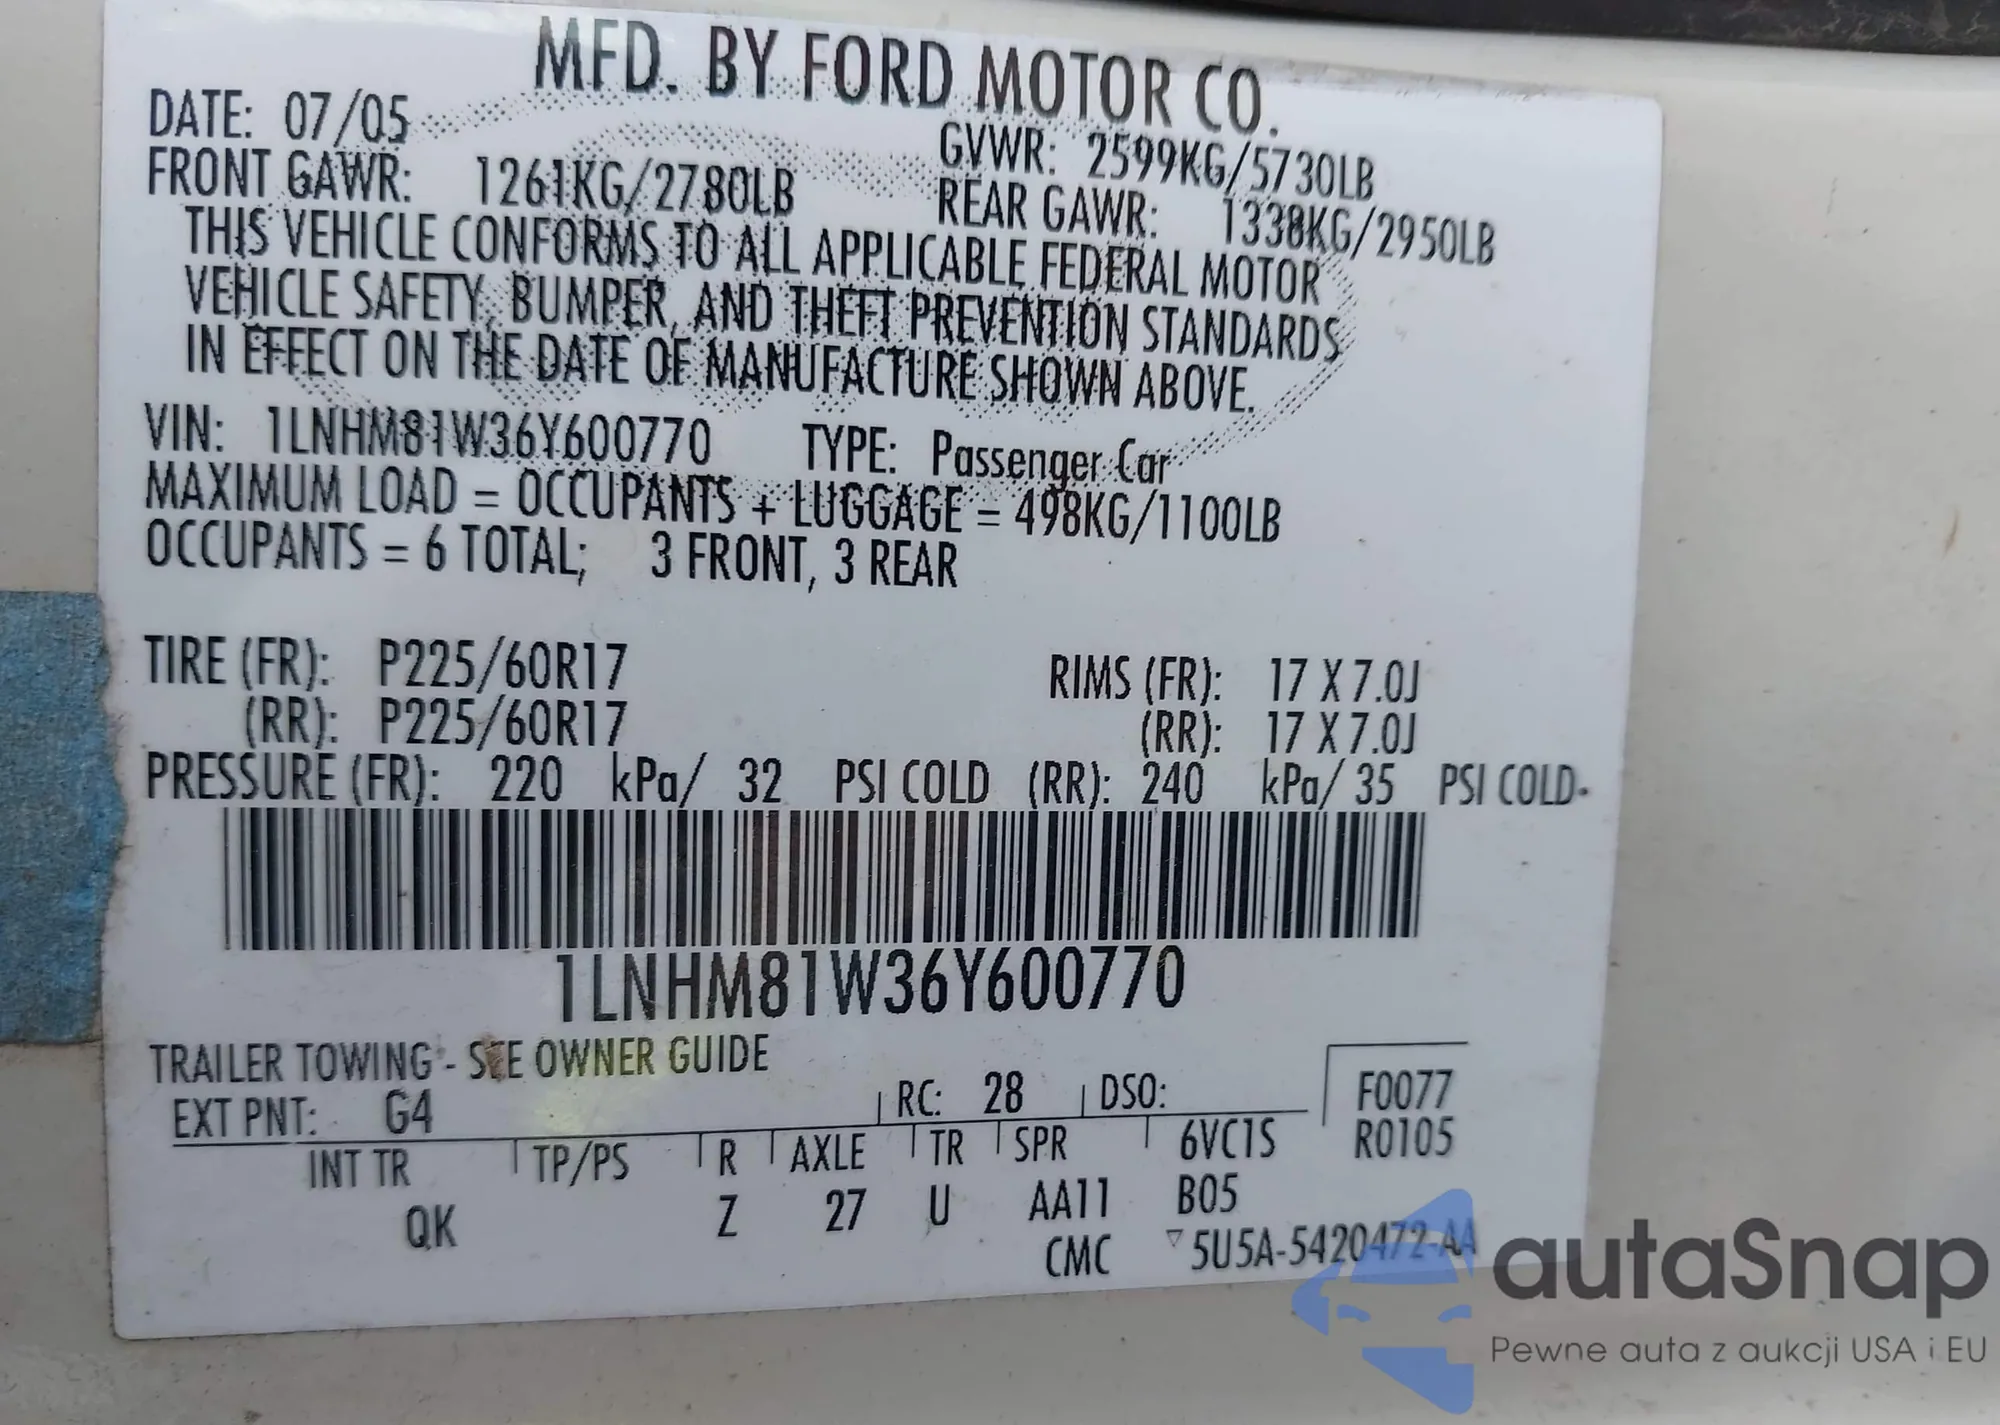 MFD. BY FORD MOTOR CO.
DATE: 07/05
GVWR: 2599KG/5730LB
FRONT GAWR: 1261KG/2780LB
REAR GAWR: 1338KG/2950LB
THIS VEHICLE CONFORMS TO ALL APPLICABLE FEDERAL MOTOR
VEHICLE SAFETY, BUMPER, AND THEFT PREVENTION STANDARDS
IN EFFECT ON THE DATE OF MANUFACTURE SHOWN ABOVE.
VIN: 1LNHM81W36Y600770 TYPE: Passenger Car
MAXIMUM LOAD = OCCUPANTS + LUGGAGE = 498KG/1100LB
OCCUPANTS = 6 TOTAL; 3 FRONT, 3 REAR
TIRE (FR): P225/60R17 RIMS (FR): 17 X 7.0J
(RR): P225/60R17 (RR): 17 X 7.0J
PRESSURE (FR): 220 kPa/ 32 PSI COLD (RR): 240 kPa/ 35 PSI COLD
1LNHM81W36Y600770
TRAILER TOWING - SEE OWNER GUIDE
EXT PNT: G4 RC: 28 DSO: F0077
INT TR TP/PS R AXLE TR SPR 6VC1S R0105
QK Z 27 U AA11 B05
CMC ▽5U5A-5420472-AA
autaSnap
Pewne auta z aukcji USA i EU